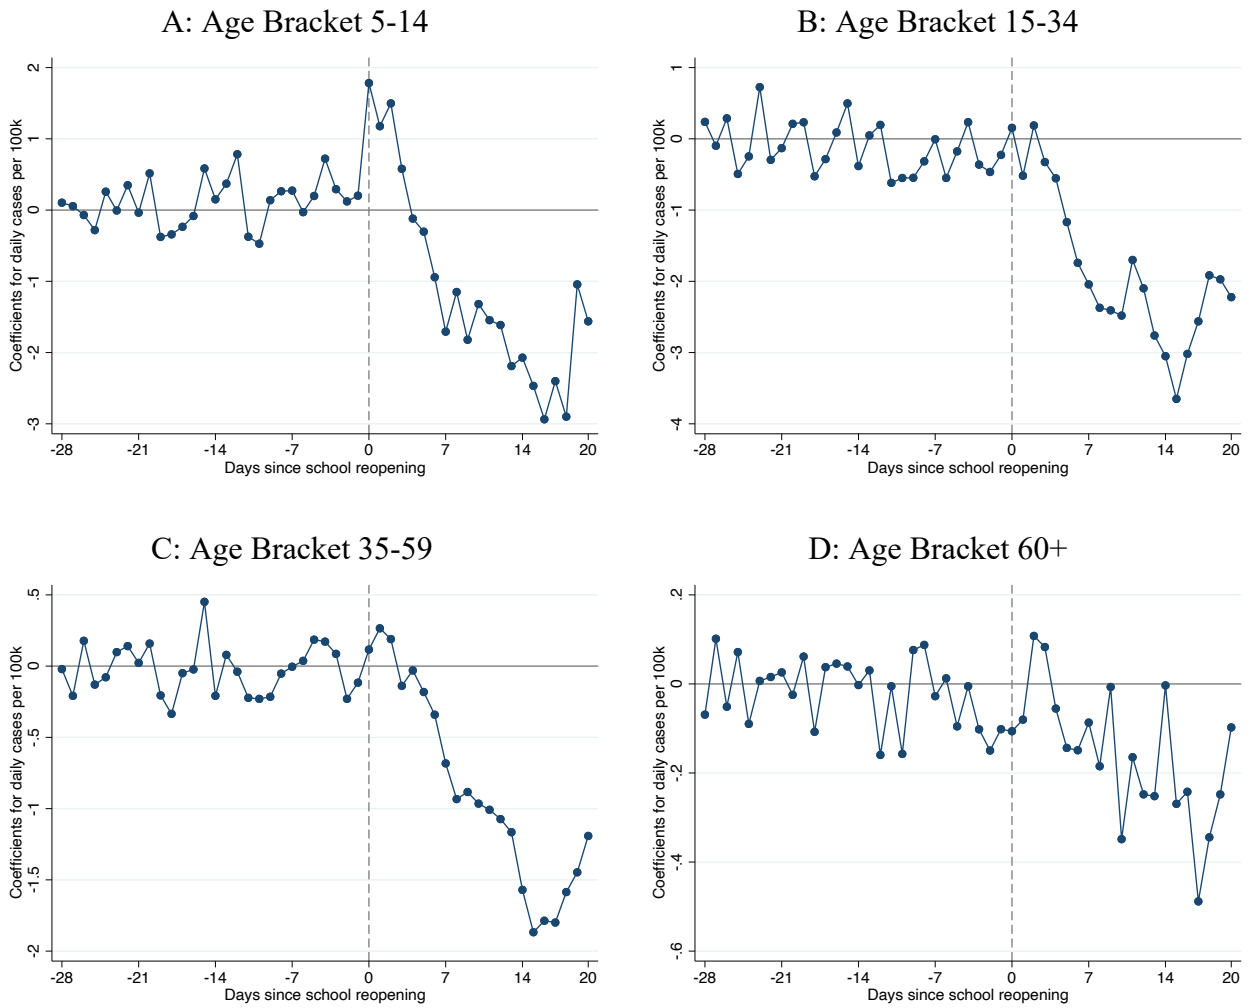 A: Age Bracket 5-14
Coefficients for daily cases per 100k
2
1
0
-1
-2
-3
-28 -21 -14 -7 0 7 14 20
Days since school reopening
B: Age Bracket 15-34
Coefficients for daily cases per 100k
1
0
-1
-2
-3
-4
-28 -21 -14 -7 0 7 14 20
Days since school reopening
C: Age Bracket 35-59
Coefficients for daily cases per 100k
.5
0
-.5
-1
-1.5
-2
-28 -21 -14 -7 0 7 14 20
Days since school reopening
D: Age Bracket 60+
Coefficients for daily cases per 100k
.2
0
-.2
-.4
-.6
-28 -21 -14 -7 0 7 14 20
Days since school reopening